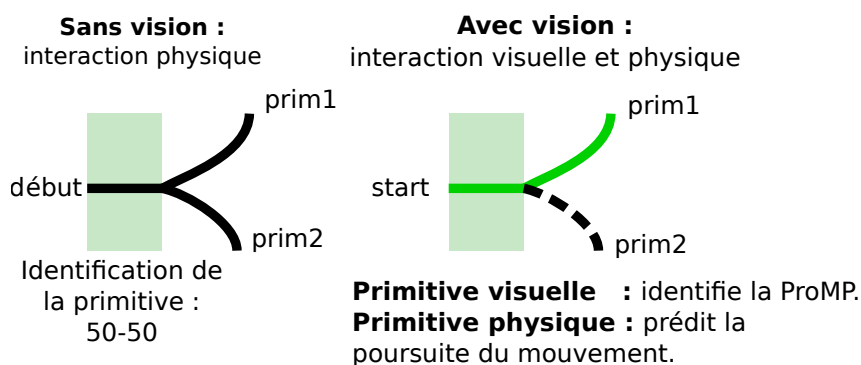 Sans vision :
interaction physique
prim1
début
prim2
Identification de
la primitive :
50-50
Avec vision :
interaction visuelle et physique
prim1
start
prim2
Primitive visuelle : identifie la ProMP.
Primitive physique : prédit la
poursuite du mouvement.